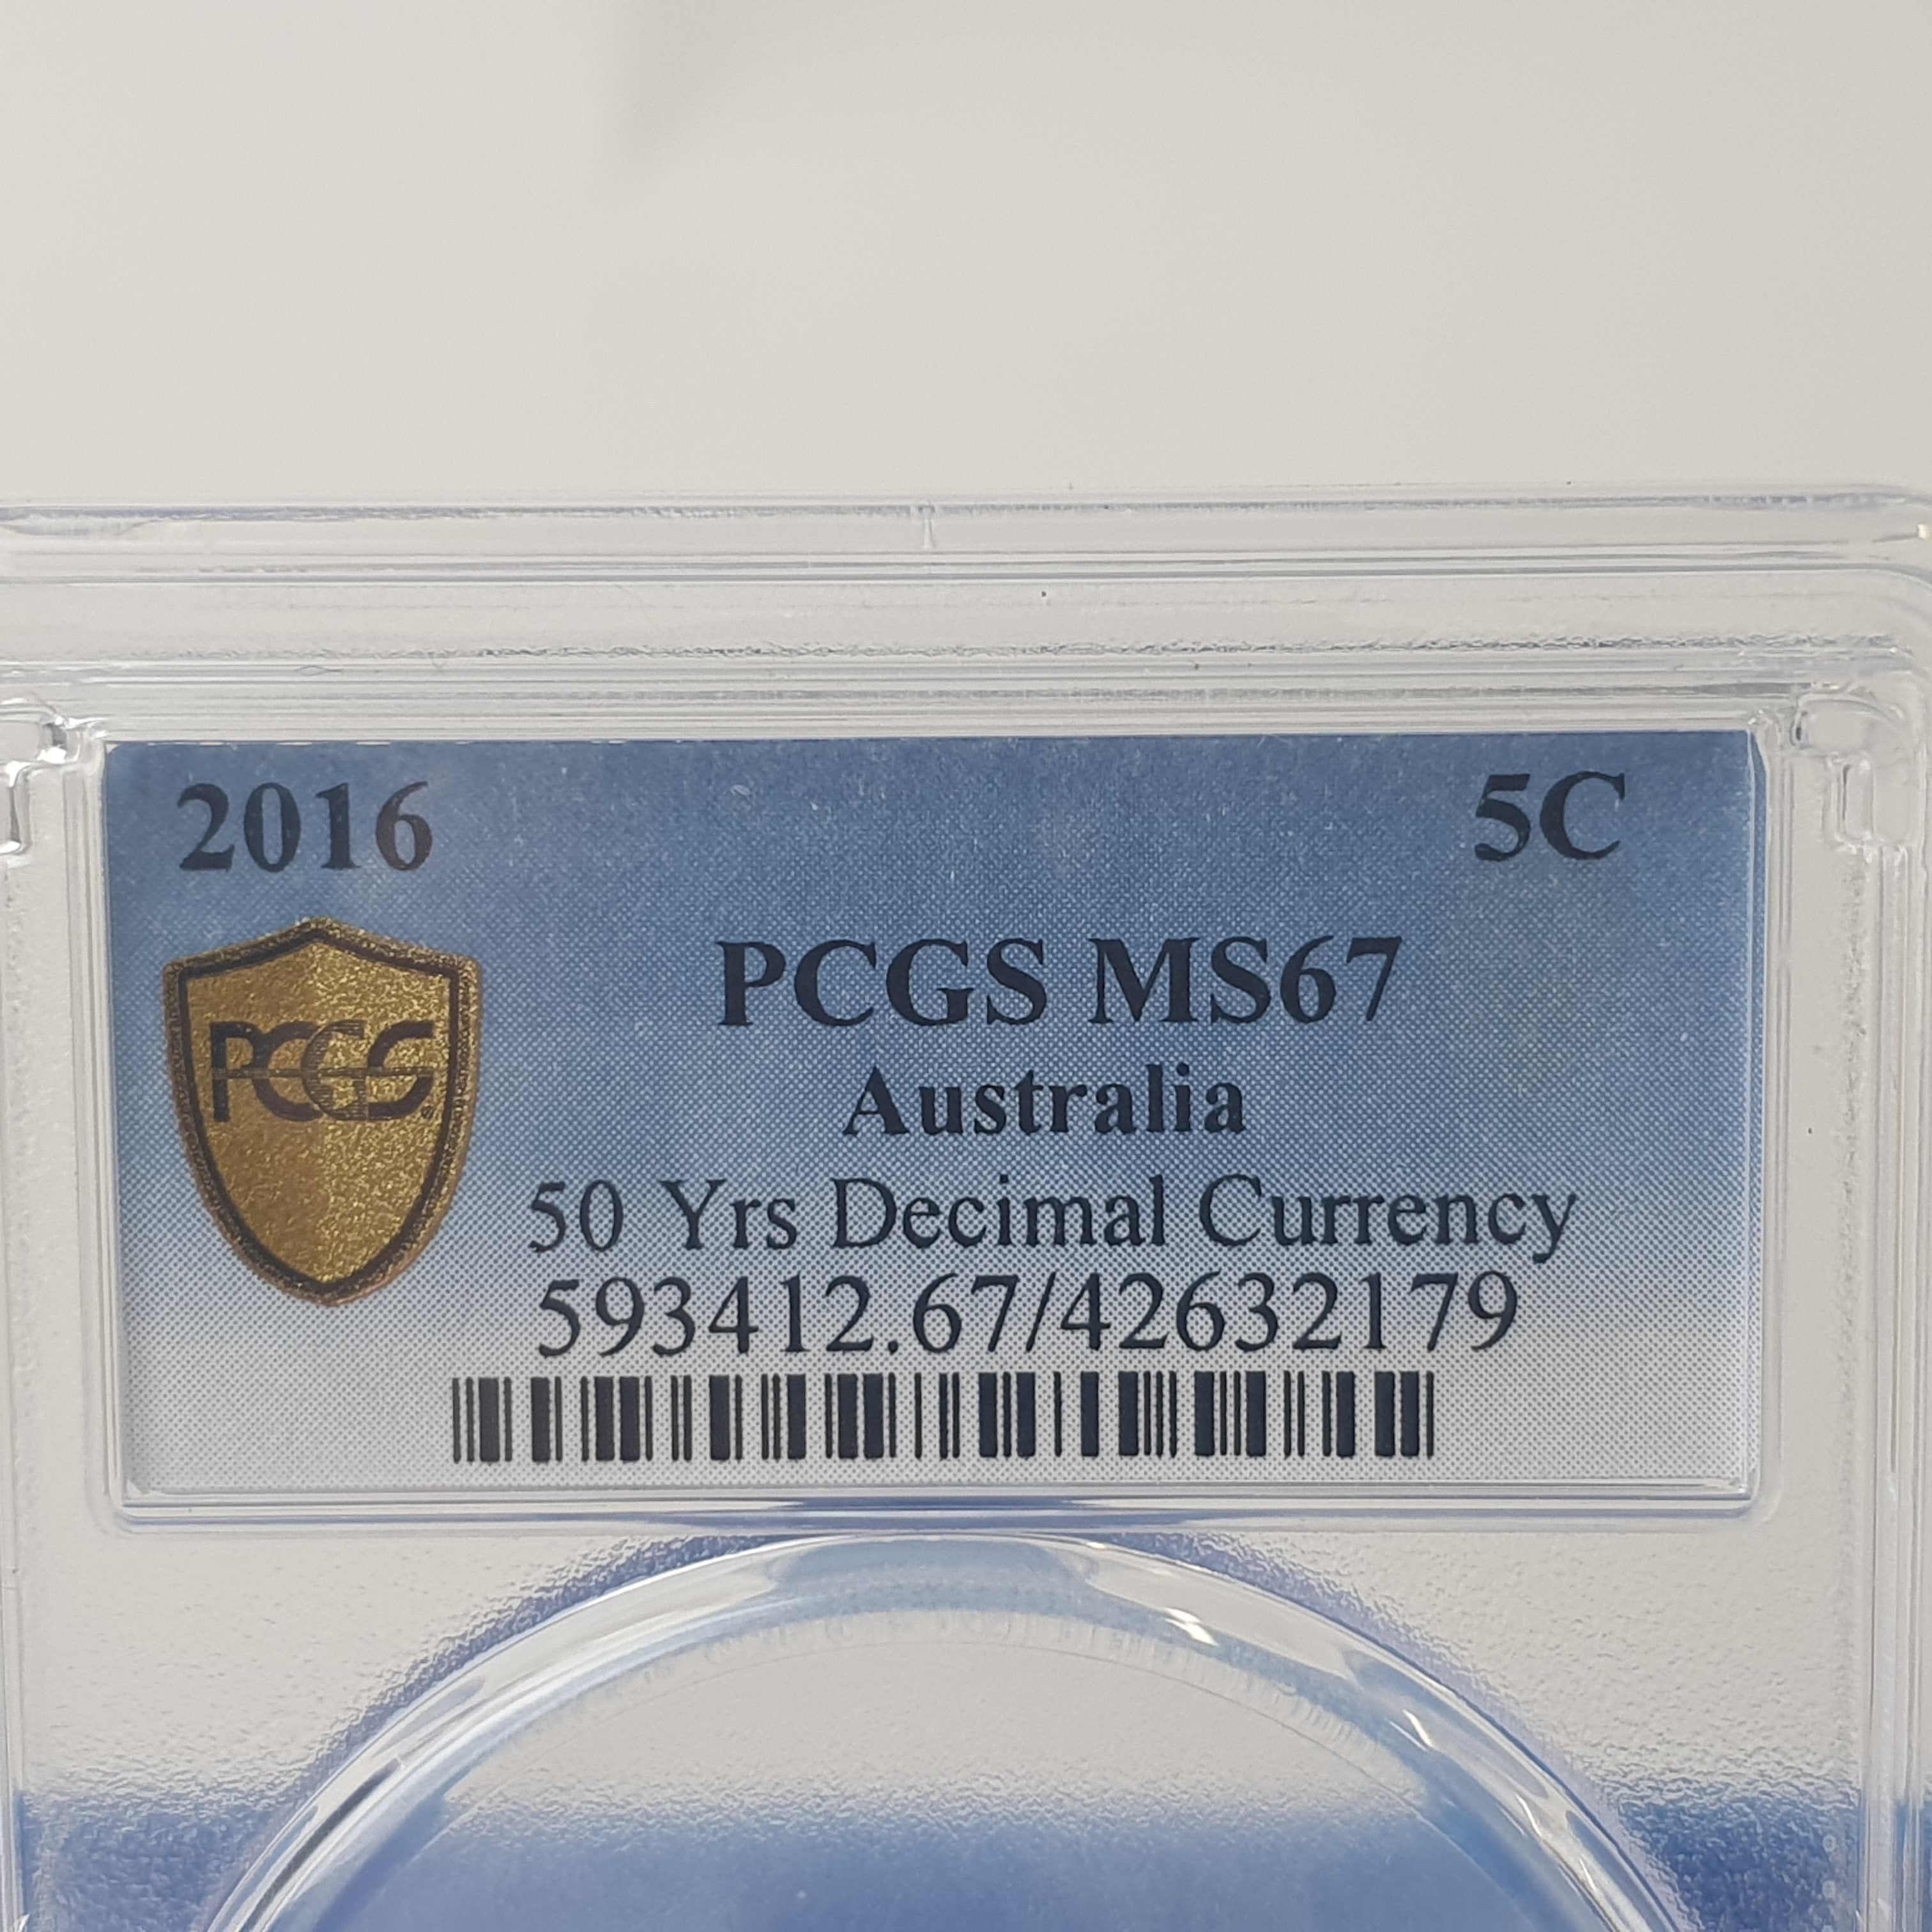 2016 5C
PCGS
PCGS MS67
Australia
50 Yrs Decimal Currency
593412.67/42632179